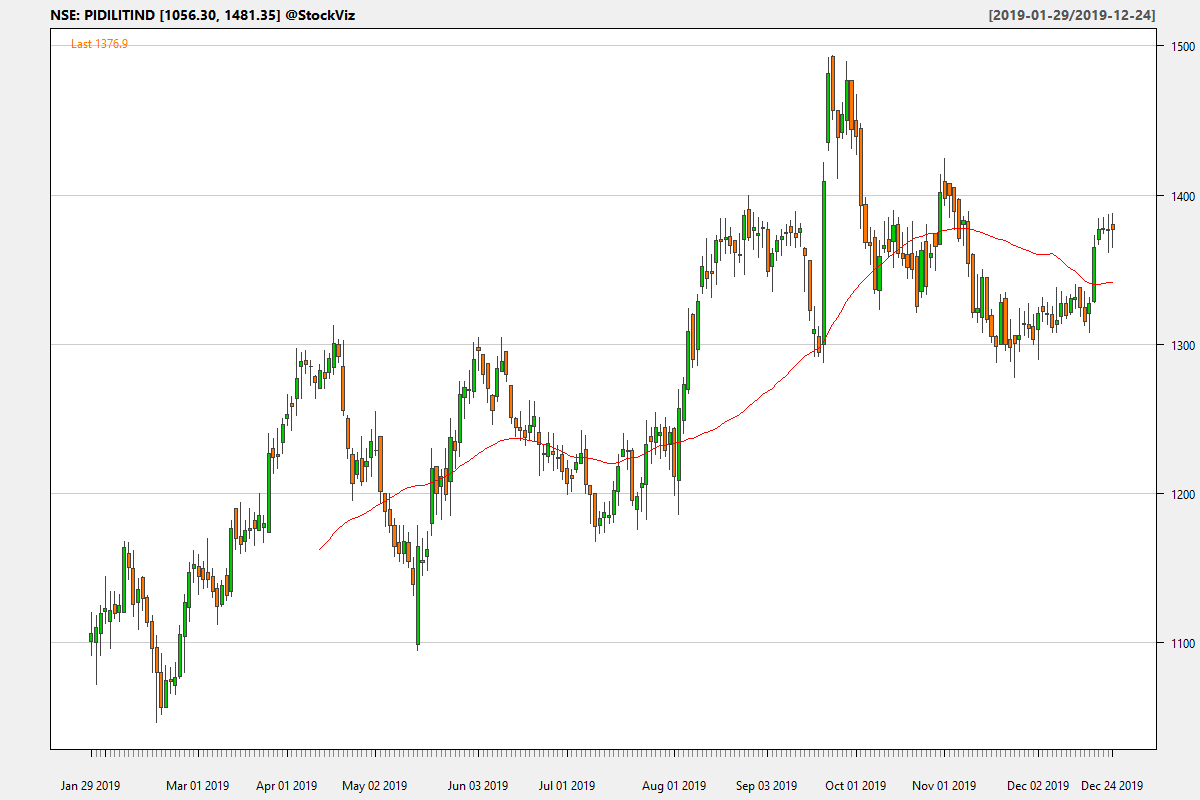 NSE: PIDILITIND [1056.30, 1481.35] @StockViz
[2019-01-29/2019-12-24]
Last 1376.9
1500
1400
1300
1200
1100
Jan 29 2019 Mar 01 2019 Apr 01 2019 May 02 2019 Jun 03 2019 Jul 01 2019 Aug 01 2019 Sep 03 2019 Oct 01 2019 Nov 01 2019 Dec 02 2019 Dec 24 2019